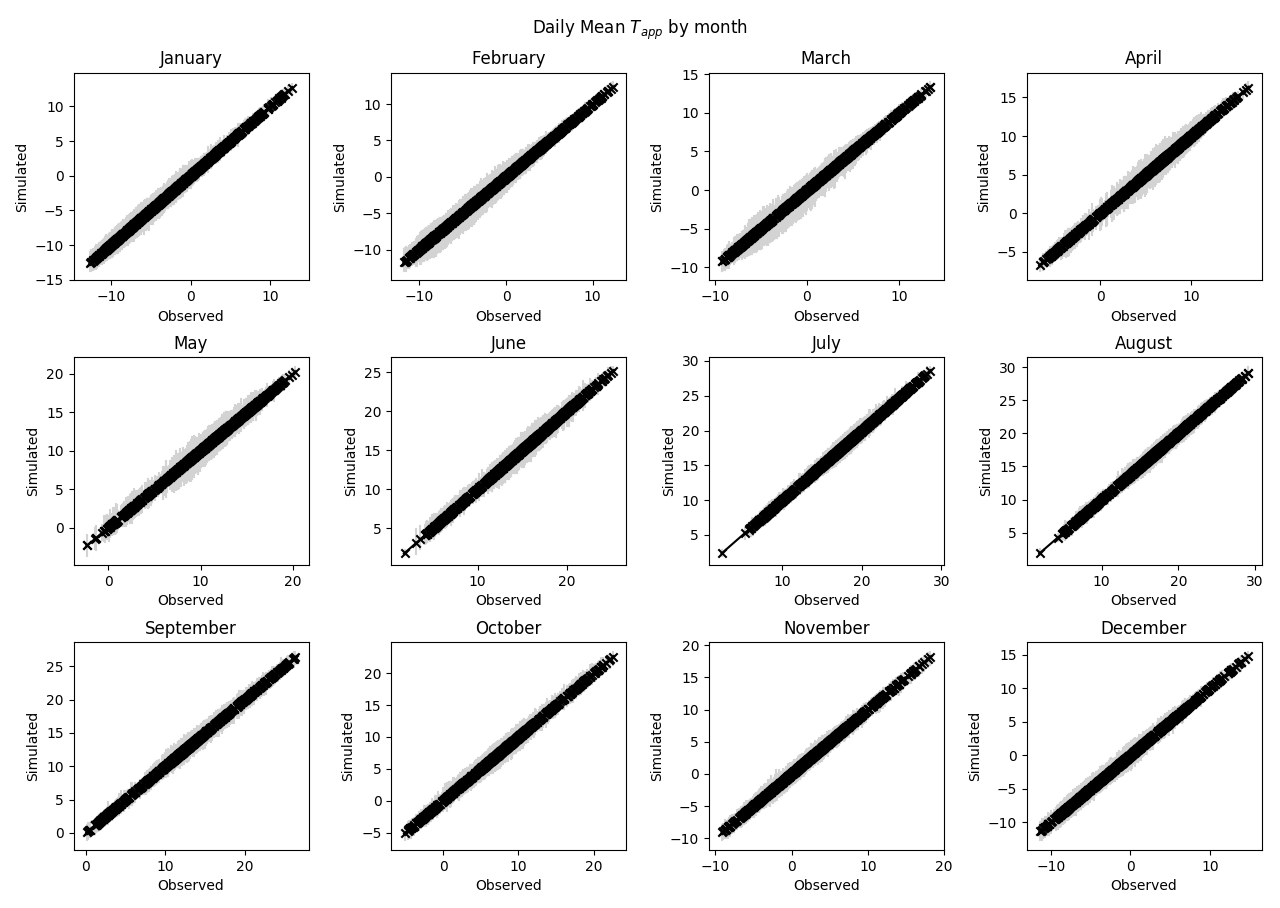 Daily Mean T_app by month
January February March April
Simulated
10
5
0
−5
−10
−15
−10 0 10
Observed
Simulated
10
5
0
−5
−10
−10 0 10
Observed
Simulated
15
10
5
0
−5
−10
−10 0 10
Observed
Simulated
15
10
5
0
−5
0 10
Observed
May June July August
Simulated
20
15
10
5
0
0 10 20
Observed
Simulated
25
20
15
10
5
10 20
Observed
Simulated
30
25
20
15
10
5
10 20 30
Observed
Simulated
30
25
20
15
10
5
10 20 30
Observed
September October November December
Simulated
25
20
15
10
5
0
0 10 20
Observed
Simulated
20
15
10
5
0
−5
0 10 20
Observed
Simulated
20
15
10
5
0
−5
−10
−10 0 10 20
Observed
Simulated
15
10
5
0
−5
−10
−10 0 10
Observed